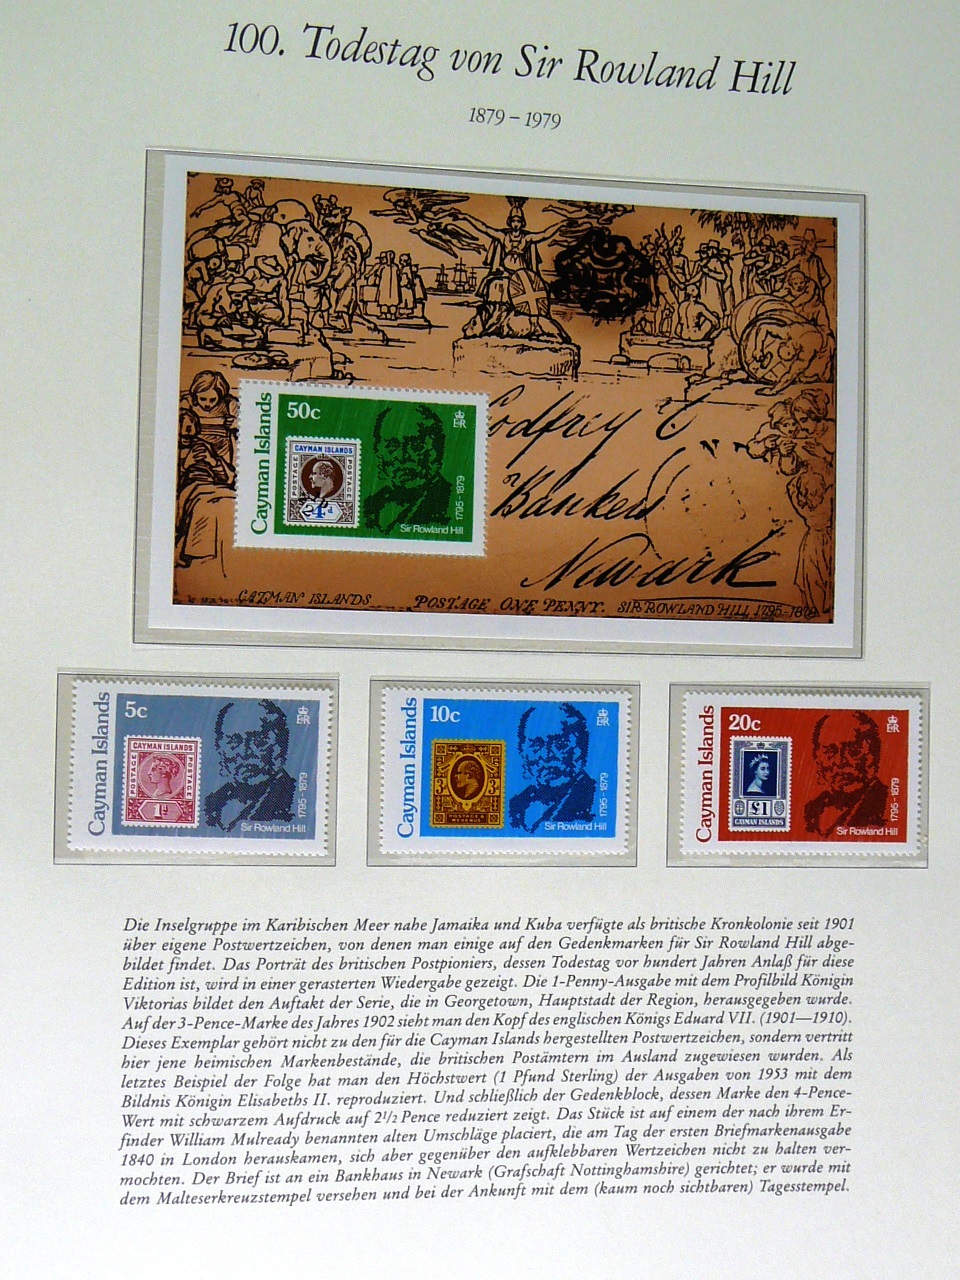 100. Todestag von Sir Rowland Hill
1879 – 1979
50c
Cayman Islands
CAYMAN ISLANDS
POSTAGE
POSTAGE
1795 - 1879
Sir Rowland Hill
Godfrey
Banker
Newark
CAYMAN ISLANDS
POSTAGE ONE PENNY.
SIR ROWLAND HILL 1795-1879
5c
Cayman Islands
CAYMAN ISLANDS
POSTAGE
POSTAGE
1d
1795 - 1879
Sir Rowland Hill
10c
Cayman Islands
3
3
POSTAGE &
REVENUE
1795 - 1879
Sir Rowland Hill
20c
Cayman Islands
£1
CAYMAN ISLANDS
1795 - 1879
Sir Rowland Hill
Die Inselgruppe im Karibischen Meer nahe Jamaika und Kuba verfügte als britische Kronkolonie seit 1901
über eigene Postwertzeichen, von denen man einige auf den Gedenkmarken für Sir Rowland Hill abge-
bildet findet. Das Porträt des britischen Postpioniers, dessen Todestag vor hundert Jahren Anlaß für diese
Edition ist, wird in einer gerasterten Wiedergabe gezeigt. Die 1-Penny-Ausgabe mit dem Profilbild Königin
Viktorias bildet den Auftakt der Serie, die in Georgetown, Hauptstadt der Region, herausgegeben wurde.
Auf der 3-Pence-Marke des Jahres 1902 sieht man den Kopf des englischen Königs Eduard VII. (1901—1910).
Dieses Exemplar gehört nicht zu den für die Cayman Islands hergestellten Postwertzeichen, sondern vertritt
hier jene heimischen Markenbestände, die britischen Postämtern im Ausland zugewiesen wurden. Als
letztes Beispiel der Folge hat man den Höchstwert (1 Pfund Sterling) der Ausgaben von 1953 mit dem
Bildnis Königin Elisabeths II. reproduziert. Und schließlich der Gedenkblock, dessen Marke den 4-Pence-
Wert mit schwarzem Aufdruck auf 2½ Pence reduziert zeigt. Das Stück ist auf einem der nach ihrem Er-
finder William Mulready benannten alten Umschläge placiert, die am Tag der ersten Briefmarkenausgabe
1840 in London herauskamen, sich aber gegenüber den aufklebbaren Wertzeichen nicht zu halten ver-
mochten. Der Brief ist an ein Bankhaus in Newark (Grafschaft Nottinghamshire) gerichtet; er wurde mit
dem Malteserkreuzstempel versehen und bei der Ankunft mit dem (kaum noch sichtbaren) Tagesstempel.